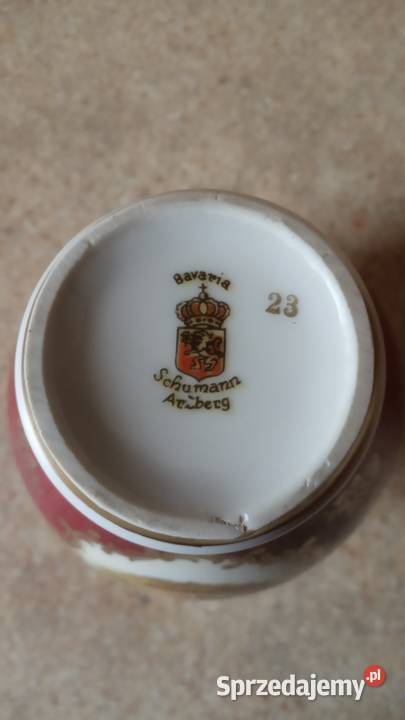 Bavaria
23
Schumann
Arzberg
Sprzedajemy.pl